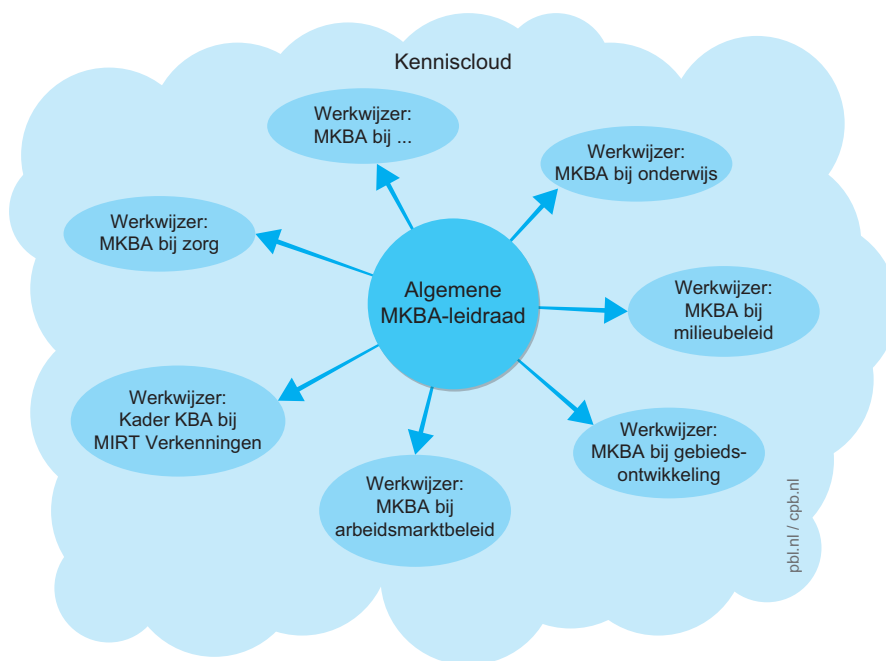 Kenniscloud
Werkwijzer:
MKBA bij ...
Werkwijzer:
MKBA bij onderwijs
Werkwijzer:
MKBA bij zorg
Algemene
MKBA-leidraad
Werkwijzer:
MKBA bij
milieubeleid
Werkwijzer:
Kader KBA bij
MIRT Verkenningen
Werkwijzer:
MKBA bij gebieds-
ontwikkeling
Werkwijzer:
MKBA bij
arbeidsmarktbeleid
pbl.nl / cpb.nl